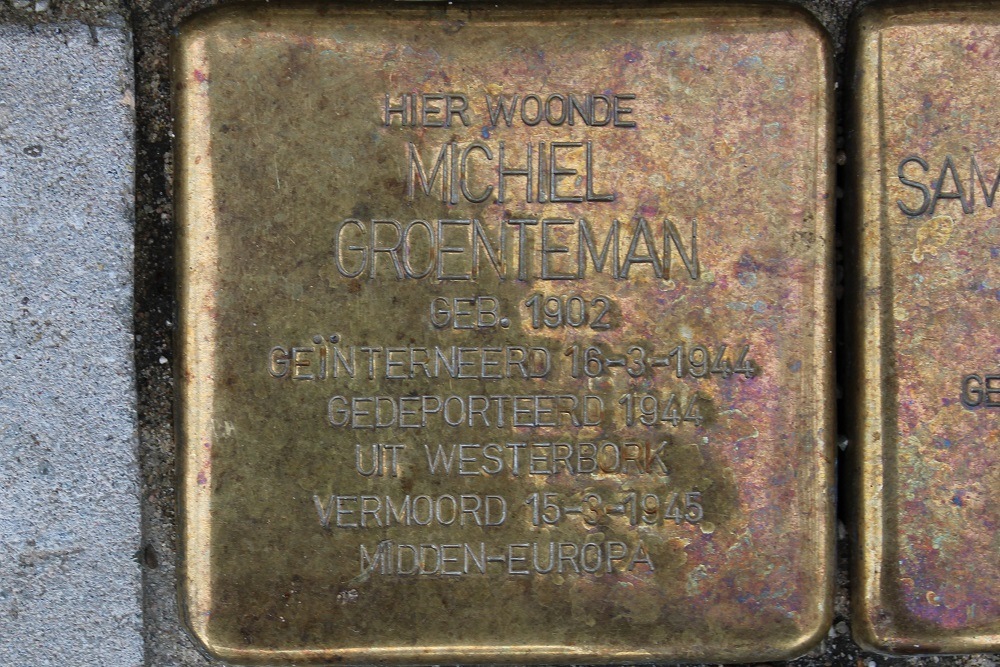 HIER WOONDE
MICHIEL
GROENTEMAN
GEB. 1902
GEÏNTERNEERD 16-3-1944
GEDEPORTEERD 1944
UIT WESTERBORK
VERMOORD 15-3-1945
MIDDEN-EUROPA